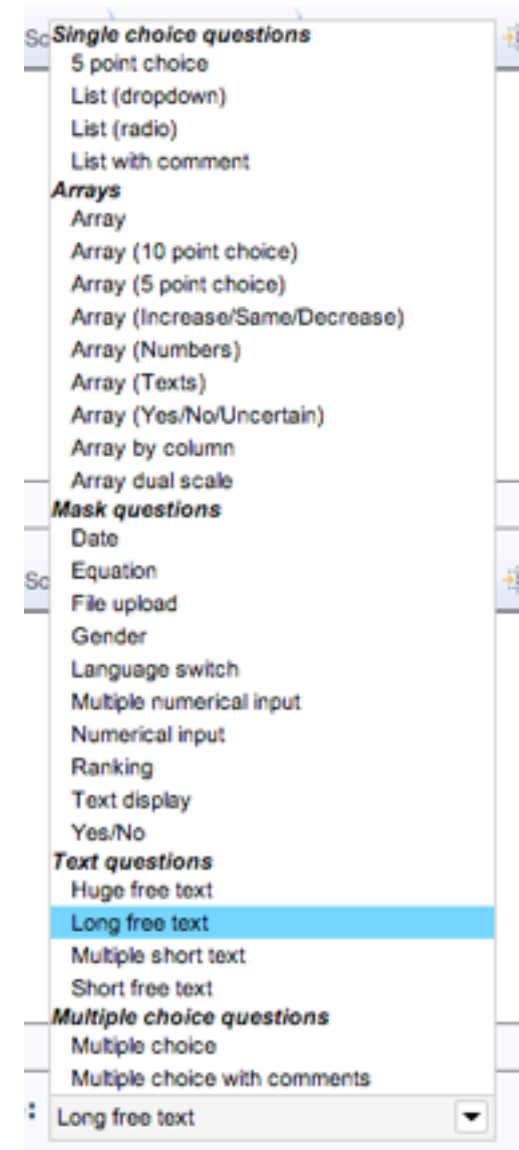 Sc Single choice questions
5 point choice
List (dropdown)
List (radio)
List with comment
Arrays
Array
Array (10 point choice)
Array (5 point choice)
Array (Increase/Same/Decrease)
Array (Numbers)
Array (Texts)
Array (Yes/No/Uncertain)
Array by column
Array dual scale
Mask questions
Date
Sc Equation
File upload
Gender
Language switch
Multiple numerical input
Numerical input
Ranking
Text display
Yes/No
Text questions
Huge free text
Long free text
Multiple short text
Short free text
Multiple choice questions
Multiple choice
Multiple choice with comments
: Long free text